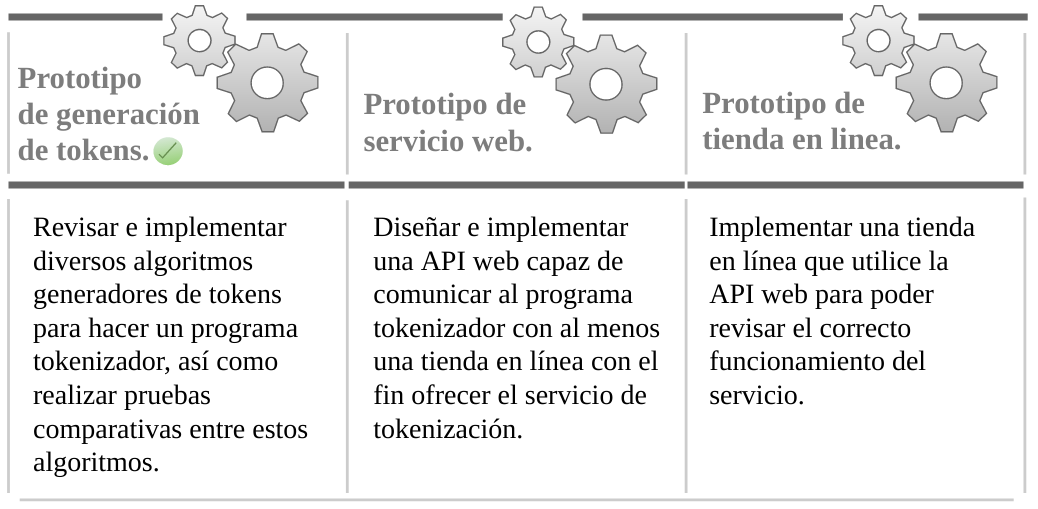 Prototipo
de generación
de tokens.
Prototipo de
servicio web.
Prototipo de
tienda en linea.
Revisar e implementar
diversos algoritmos
generadores de tokens
para hacer un programa
tokenizador, así como
realizar pruebas
comparativas entre estos
algoritmos.
Diseñar e implementar
una API web capaz de
comunicar al programa
tokenizador con al menos
una tienda en línea con el
fin ofrecer el servicio de
tokenización.
Implementar una tienda
en línea que utilice la
API web para poder
revisar el correcto
funcionamiento del
servicio.